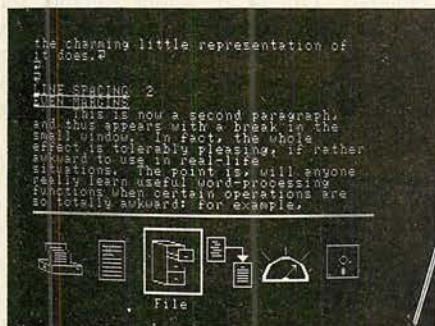 the charming little representation of
it does.↵
↵
↵
LINE SPACING 2
EVEN MARGINS
This is now a second paragraph,
and thus appears with a break in the
small window. In fact, the whole
effect is tolerably pleasing, if rather
awkward to use in real-life
situations. The point is, will anyone
really learn useful word-processing
functions when certain operations are
so totally awkward: for example,
File